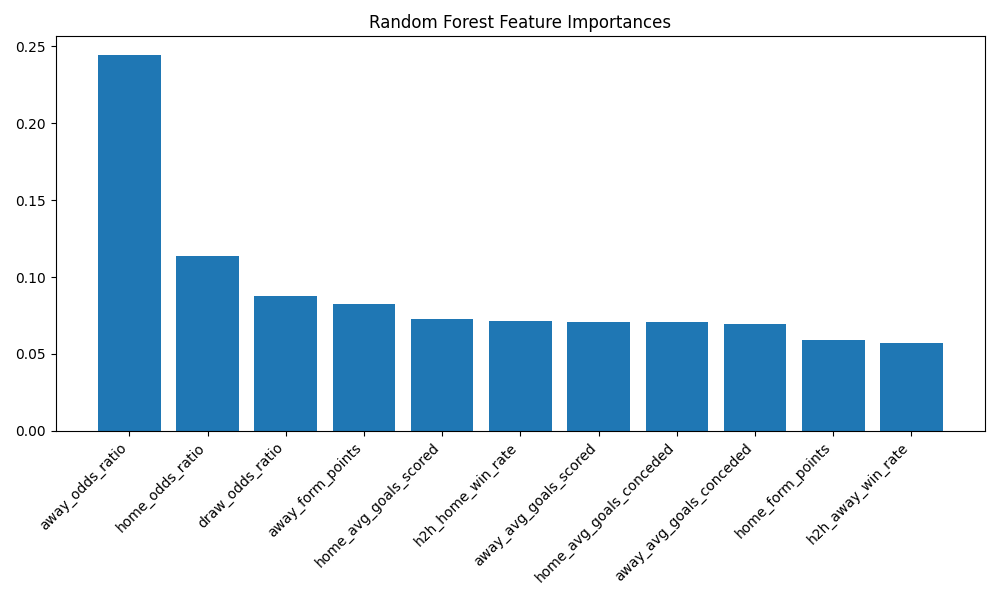 Random Forest Feature Importances
0.25
0.20
0.15
0.10
0.05
0.00
away_odds_ratio
home_odds_ratio
draw_odds_ratio
away_form_points
home_avg_goals_scored
h2h_home_win_rate
away_avg_goals_scored
home_avg_goals_conceded
away_avg_goals_conceded
home_form_points
h2h_away_win_rate